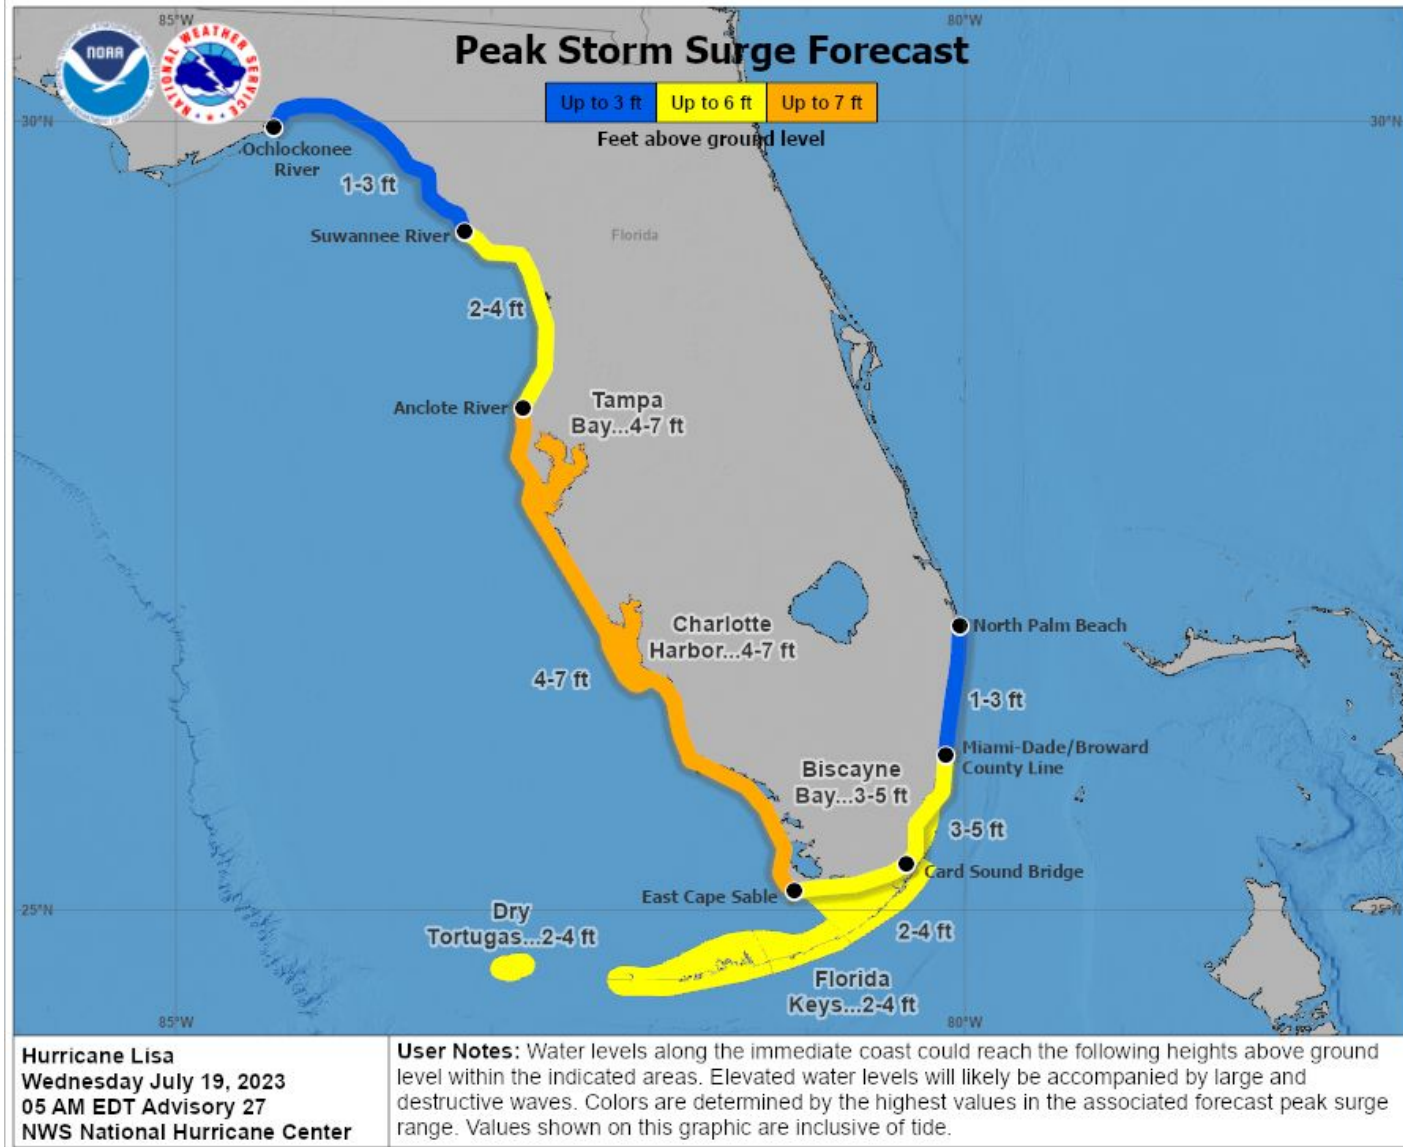 85°W
80°W
NOAA
NATIONAL WEATHER SERVICE
Peak Storm Surge Forecast
Up to 3 ft
Up to 6 ft
Up to 7 ft
Feet above ground level
30°N
30°N
Ochlockonee
River
1-3 ft
Suwannee River
Florida
2-4 ft
Anclote River
Tampa
Bay...4-7 ft
Charlotte
Harbor...4-7 ft
North Palm Beach
4-7 ft
1-3 ft
Miami-Dade/Broward
County Line
Biscayne
Bay...3-5 ft
3-5 ft
Card Sound Bridge
East Cape Sable
25°N
25°N
Dry
Tortugas...2-4 ft
2-4 ft
Florida
Keys...2-4 ft
85°W
80°W
Hurricane Lisa
Wednesday July 19, 2023
05 AM EDT Advisory 27
NWS National Hurricane Center
User Notes: Water levels along the immediate coast could reach the following heights above ground
level within the indicated areas. Elevated water levels will likely be accompanied by large and
destructive waves. Colors are determined by the highest values in the associated forecast peak surge
range. Values shown on this graphic are inclusive of tide.